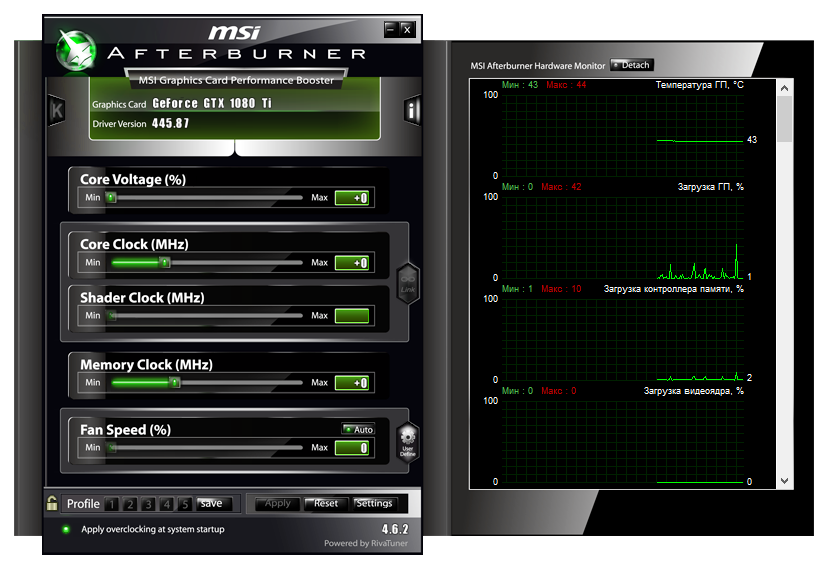 msi
AFTERBURNER
MSI Graphics Card Performance Booster
K
i
Graphics Card GeForce GTX 1080 Ti
Driver Version 445.87
Core Voltage (%)
Min Max +0
Core Clock (MHz)
Min Max +0
Shader Clock (MHz)
Min Max
Link
Memory Clock (MHz)
Min Max +0
Fan Speed (%) Auto
Min Max 0
User Define
Profile 1 2 3 4 5 save Apply Reset Settings
Apply overclocking at system startup 4.6.2
Powered by RivaTuner
MSI Afterburner Hardware Monitor Detach
Мин : 43 Макс : 44 Температура ГП, °C
100
43
0
Мин : 0 Макс : 42 Загрузка ГП, %
100
0 1
Мин : 1 Макс : 10 Загрузка контроллера памяти, %
100
0 2
Мин : 0 Макс : 0 Загрузка видеоядра, %
100
0 0